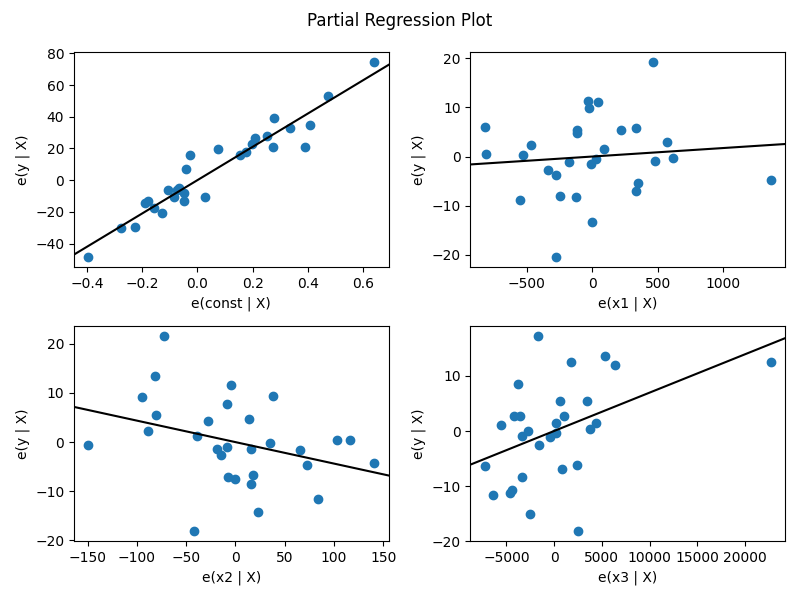 Partial Regression Plot
80
60
40
20
0
−20
−40
e(y | X)
−0.4 −0.2 0.0 0.2 0.4 0.6
e(const | X)
20
10
0
−10
−20
e(y | X)
−500 0 500 1000
e(x1 | X)
20
10
0
−10
−20
e(y | X)
−150 −100 −50 0 50 100 150
e(x2 | X)
10
0
−10
−20
e(y | X)
−5000 0 5000 10000 15000 20000
e(x3 | X)